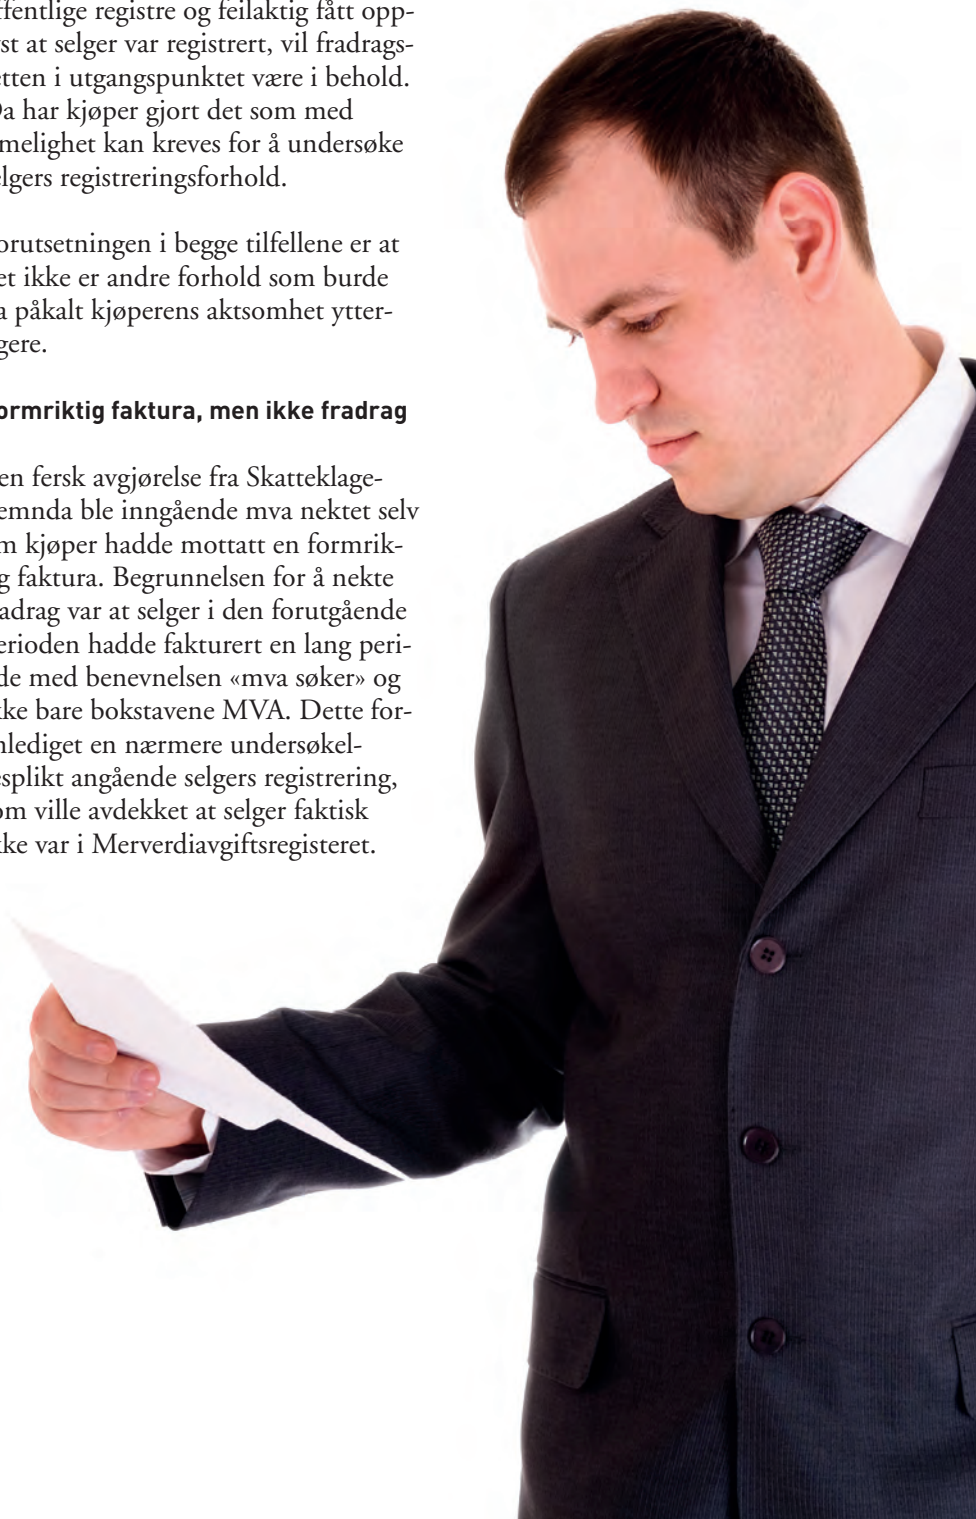 ffentlige registre og feilaktig fått opp-
st at selger var registrert, vil fradrags-
etten i utgangspunktet være i behold.
Da har kjøper gjort det som med
melighet kan kreves for å undersøke
elgers registreringsforhold.
orutsetningen i begge tilfellene er at
et ikke er andre forhold som burde
a påkalt kjøperens aktsomhet ytter-
gere.
ormriktig faktura, men ikke fradrag
en fersk avgjørelse fra Skatteklage-
emnda ble inngående mva nektet selv
m kjøper hadde mottatt en formrik-
g faktura. Begrunnelsen for å nekte
adrag var at selger i den forutgående
erioden hadde fakturert en lang peri-
de med benevnelsen «mva søker» og
ke bare bokstavene MVA. Dette for-
nlediget en nærmere undersøkel-
esplikt angående selgers registrering,
om ville avdekket at selger faktisk
ke var i Merverdiavgiftsregisteret.